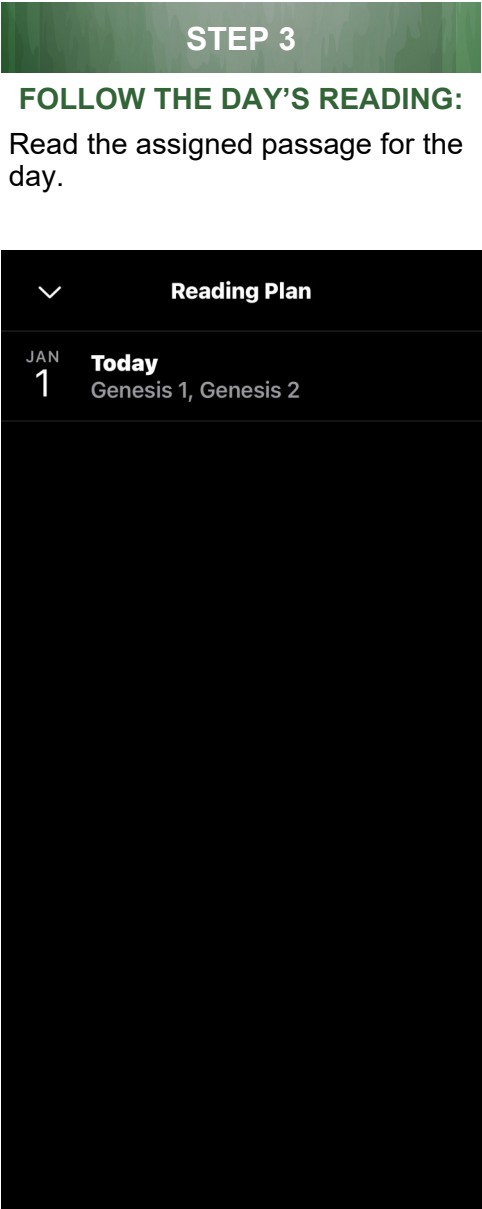 STEP 3
FOLLOW THE DAY’S READING:
Read the assigned passage for the
day.
Reading Plan
JAN
1
Today
Genesis 1, Genesis 2